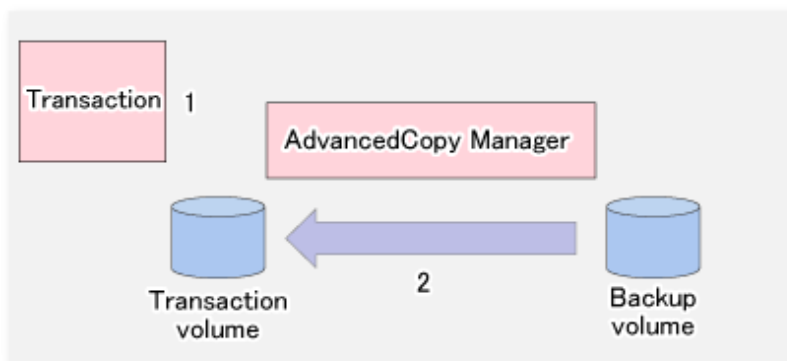 Transaction
1
AdvancedCopy Manager
2
Transaction
volume
Backup
volume